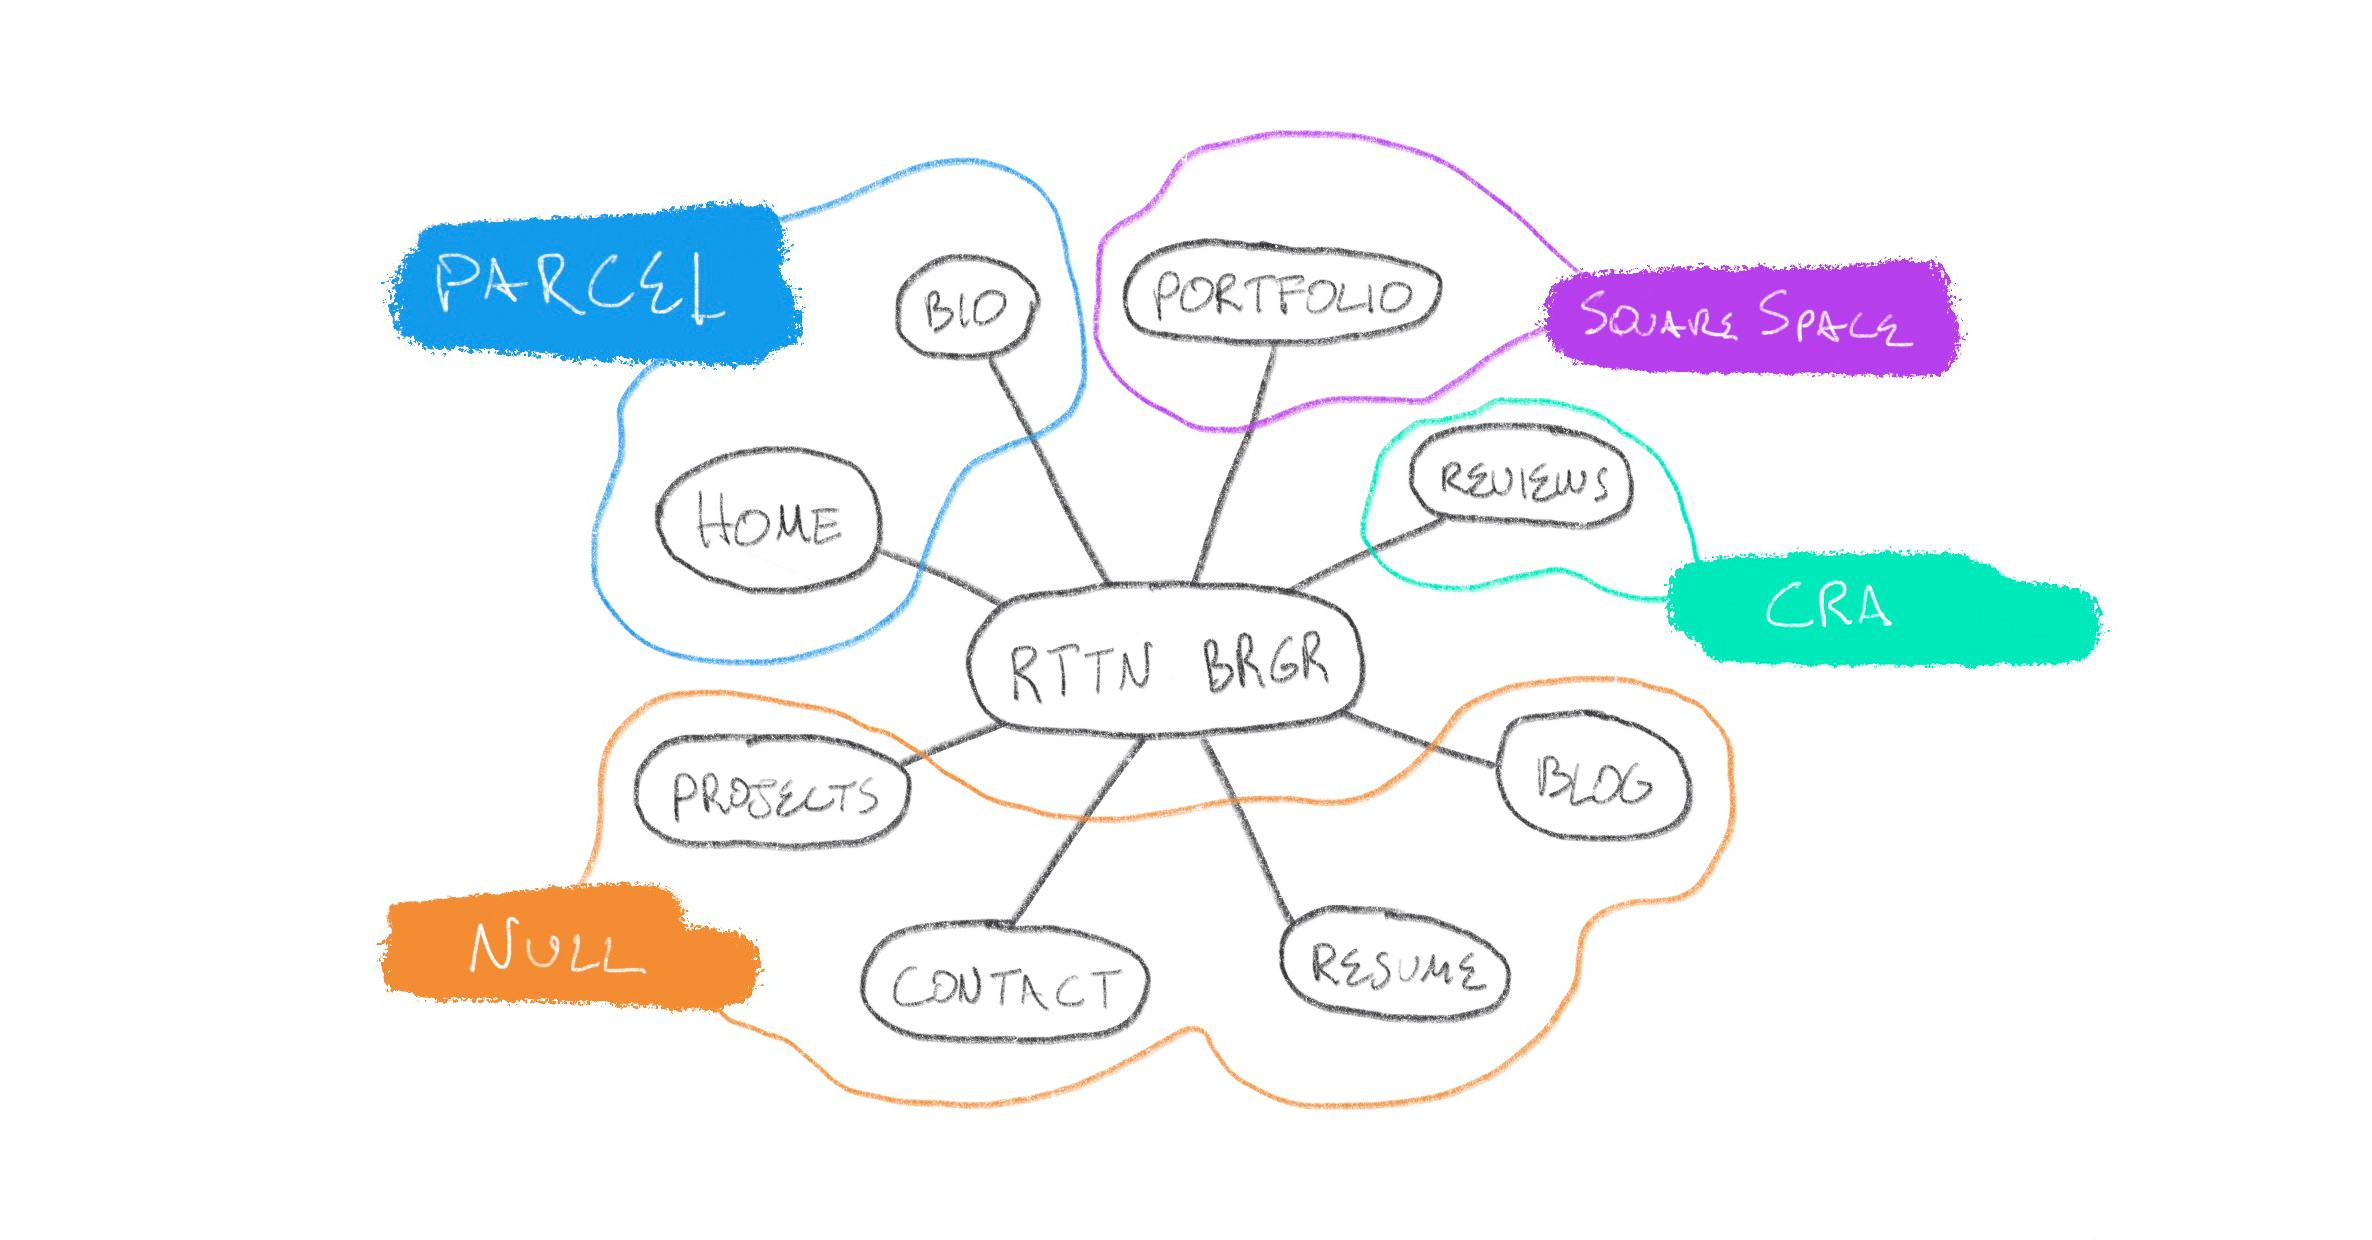 PARCEL
BIO
PORTFOLIO
SQUARE SPACE
HOME
REVIEWS
CRA
RTTN BRGR
PROJECTS
BLOG
NULL
CONTACT
RESUME